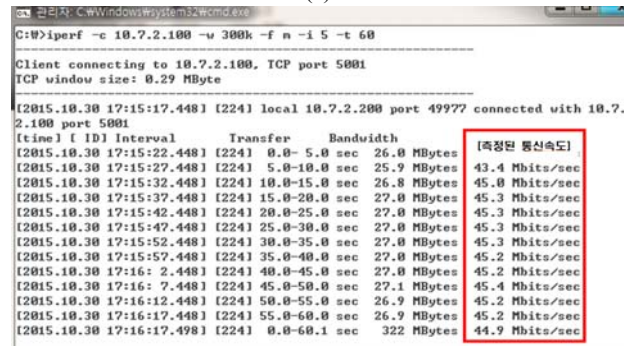 관리자: C:\Windows\system32\cmd.exe
C:\>iperf -c 10.7.2.100 -w 300k -f m -i 5 -t 60
------------------------------------------------------------
Client connecting to 10.7.2.100, TCP port 5001
TCP window size: 0.29 MByte
------------------------------------------------------------
[2015.10.30 17:15:17.448] [224] local 10.7.2.200 port 49977 connected with 10.7.
2.100 port 5001
[time] [ ID] Interval Transfer Bandwidth [측정된 통신속도]
[2015.10.30 17:15:22.448] [224] 0.0- 5.0 sec 26.0 MBytes
[2015.10.30 17:15:27.448] [224] 5.0-10.0 sec 25.9 MBytes 43.4 Mbits/sec
[2015.10.30 17:15:32.448] [224] 10.0-15.0 sec 26.8 MBytes 45.0 Mbits/sec
[2015.10.30 17:15:37.448] [224] 15.0-20.0 sec 27.0 MBytes 45.3 Mbits/sec
[2015.10.30 17:15:42.448] [224] 20.0-25.0 sec 27.0 MBytes 45.3 Mbits/sec
[2015.10.30 17:15:47.448] [224] 25.0-30.0 sec 27.0 MBytes 45.3 Mbits/sec
[2015.10.30 17:15:52.448] [224] 30.0-35.0 sec 27.0 MBytes 45.3 Mbits/sec
[2015.10.30 17:15:57.448] [224] 35.0-40.0 sec 27.0 MBytes 45.2 Mbits/sec
[2015.10.30 17:16: 2.448] [224] 40.0-45.0 sec 27.0 MBytes 45.2 Mbits/sec
[2015.10.30 17:16: 7.448] [224] 45.0-50.0 sec 27.1 MBytes 45.4 Mbits/sec
[2015.10.30 17:16:12.448] [224] 50.0-55.0 sec 26.9 MBytes 45.2 Mbits/sec
[2015.10.30 17:16:17.448] [224] 55.0-60.0 sec 26.9 MBytes 45.2 Mbits/sec
[2015.10.30 17:16:17.498] [224] 0.0-60.1 sec 322 MBytes 44.9 Mbits/sec